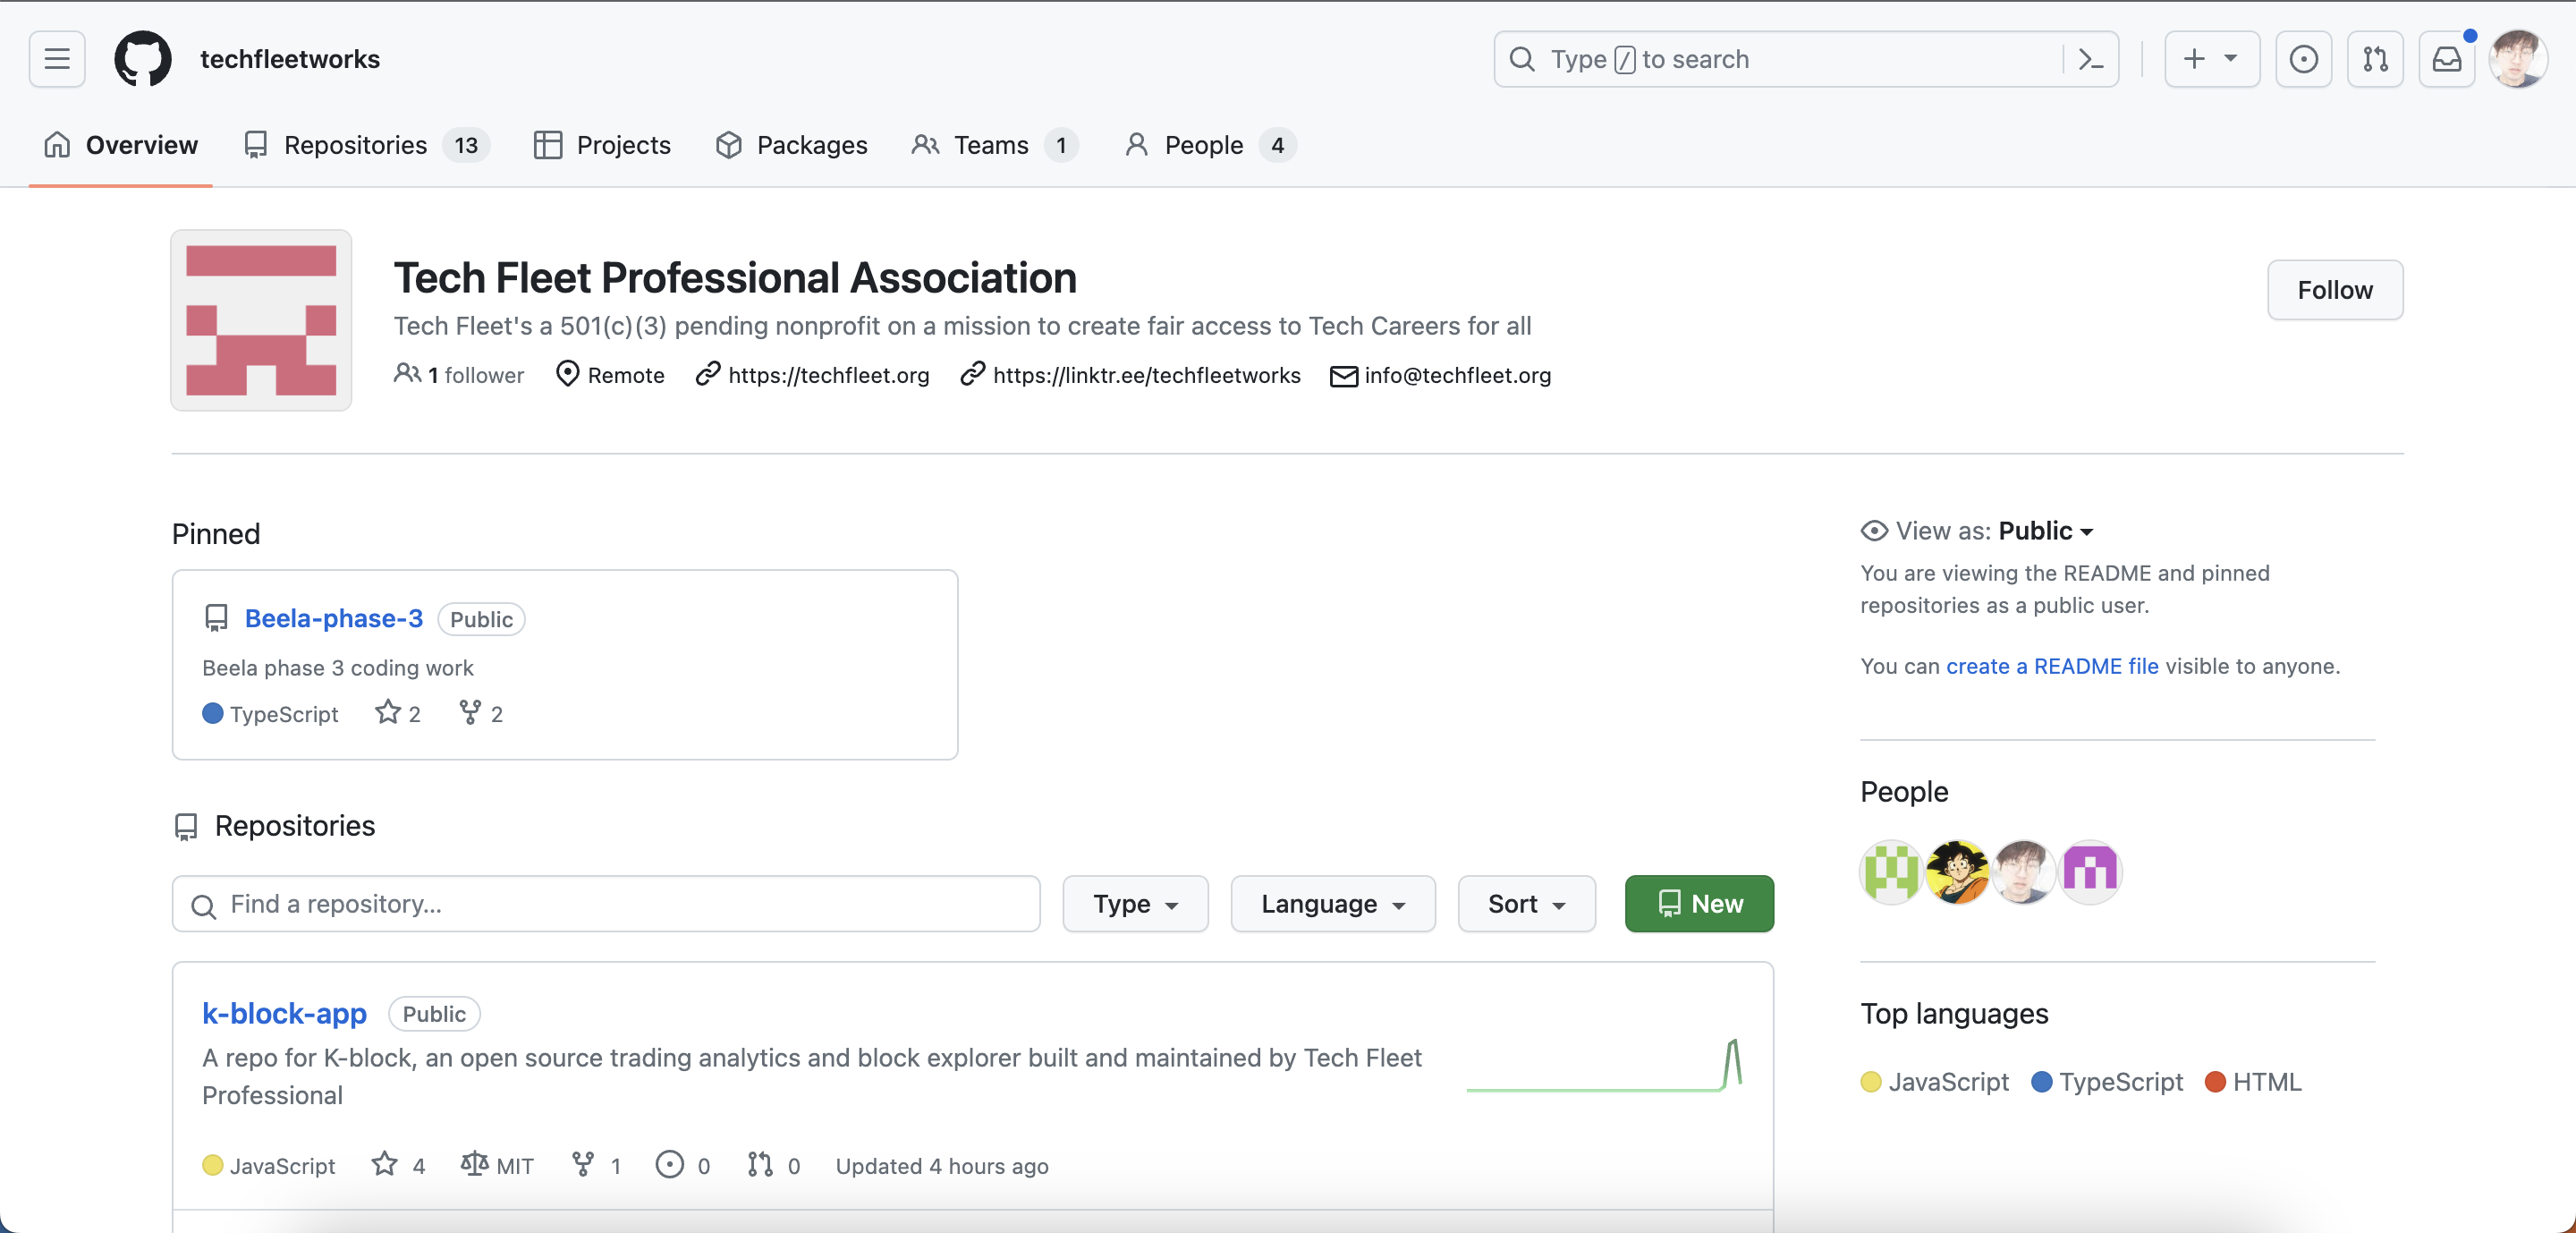 techfleetworks
Type / to search
Overview Repositories 13 Projects Packages Teams 1 People 4
Tech Fleet Professional Association
Follow
Tech Fleet's a 501(c)(3) pending nonprofit on a mission to create fair access to Tech Careers for all
1 follower Remote https://techfleet.org https://linktr.ee/techfleetworks info@techfleet.org
Pinned
Beela-phase-3 Public
Beela phase 3 coding work
TypeScript 2 2
Repositories
Find a repository... Type Language Sort New
k-block-app Public
A repo for K-block, an open source trading analytics and block explorer built and maintained by Tech Fleet
Professional
JavaScript 4 MIT 1 0 0 Updated 4 hours ago
View as: Public
You are viewing the README and pinned
repositories as a public user.
You can create a README file visible to anyone.
People
Top languages
JavaScript TypeScript HTML